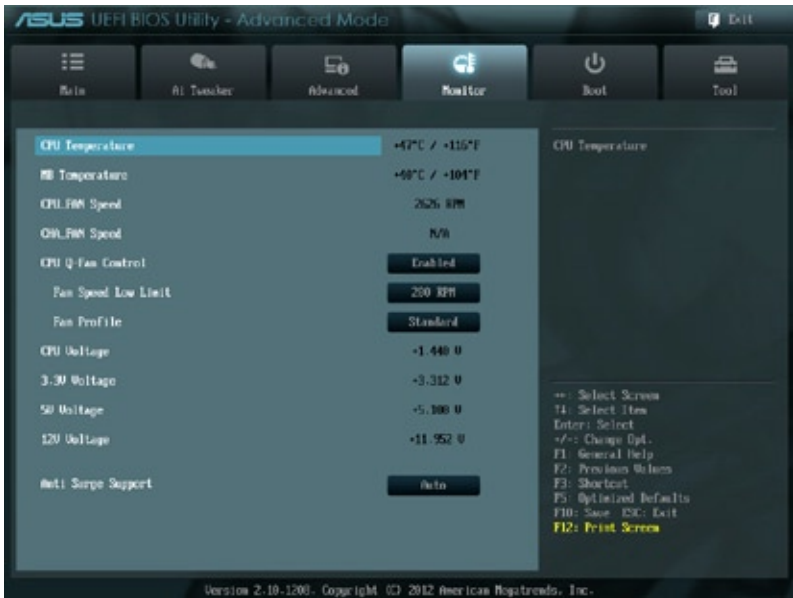 ASUS UEFI BIOS Utility - Advanced Mode
Exit
Main
Ai Tweaker
Advanced
Monitor
Boot
Tool
CPU Temperature +47°C / +116°F
CPU Temperature
MB Temperature +40°C / +104°F
CPU_FAN Speed 2626 RPM
CHA_FAN Speed N/A
CPU Q-Fan Control Enabled
Fan Speed Low Limit 200 RPM
Fan Profile Standard
CPU Voltage +1.440 V
3.3V Voltage +3.312 V
5V Voltage +5.100 V
12V Voltage +11.952 V
Anti Surge Support Auto
→←: Select Screen
↑↓: Select Item
Enter: Select
+/-: Change Opt.
F1: General Help
F2: Previous Values
F3: Shortcut
F5: Optimized Defaults
F10: Save ESC: Exit
F12: Print Screen
Version 2.10.1208. Copyright (C) 2012 American Megatrends, Inc.